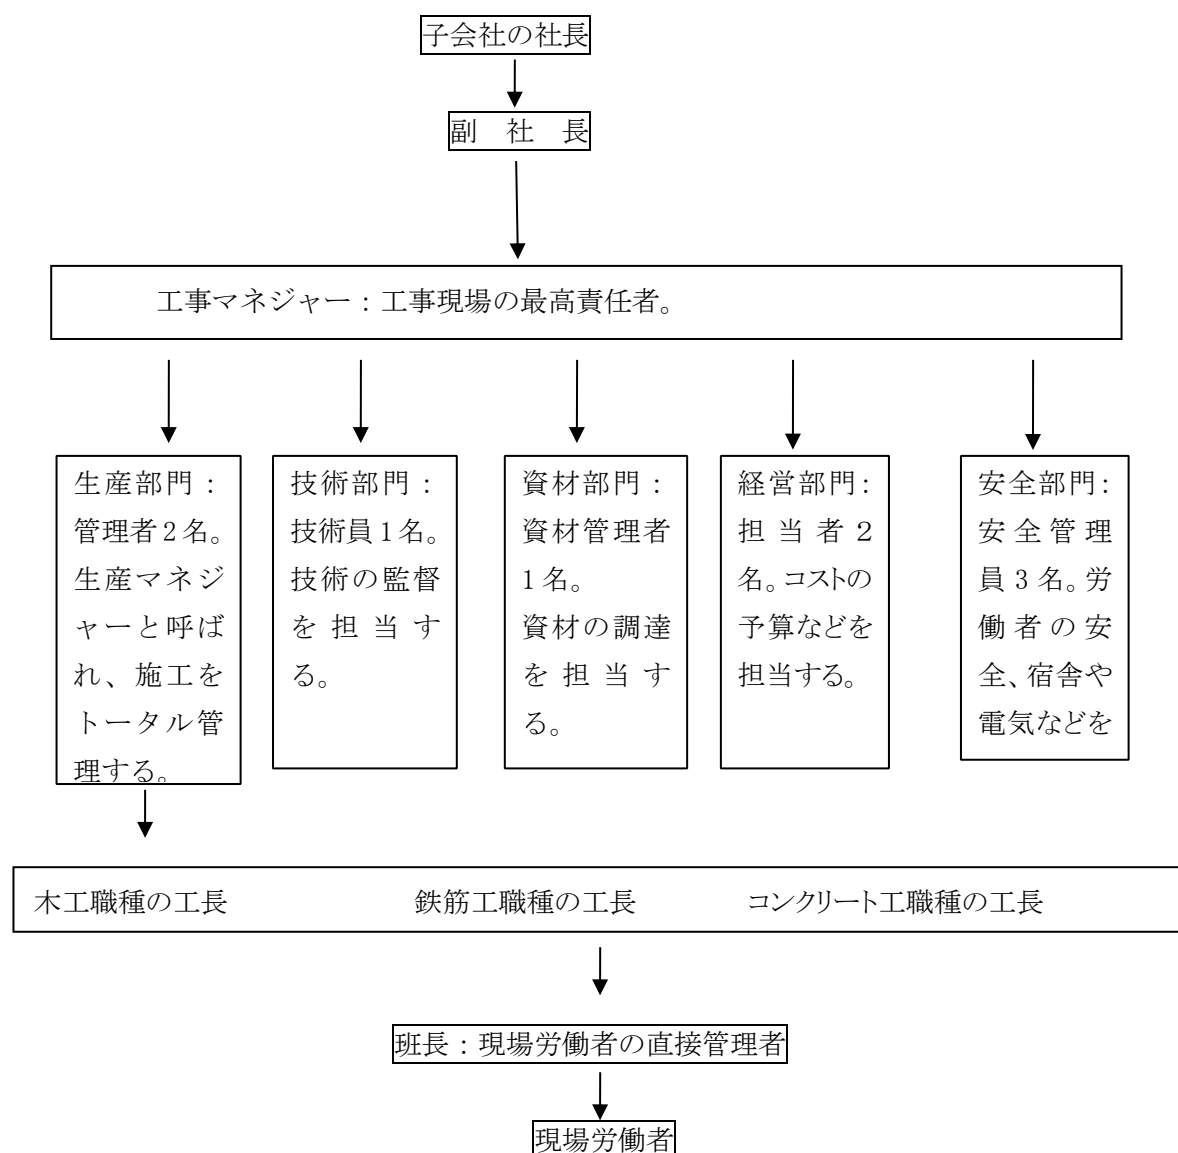 子会社の社長
副　社　長
工事マネジャー：工事現場の最高責任者。
生産部門：
管理者2名。
生産マネジ
ャーと呼ば
れ、施工を
トータル管
理する。
技術部門：
技術員1名。
技術の監督
を担当す
る。
資材部門：
資材管理者
1名。
資材の調達
を担当す
る。
経営部門：
担当者2
名。コストの
予算などを
担当する。
安全部門：
安全管理
員3名。労
働者の安
全、宿舎や
電気などを
木工職種の工長　鉄筋工職種の工長　コンクリート工職種の工長
班長：現場労働者の直接管理者
現場労働者